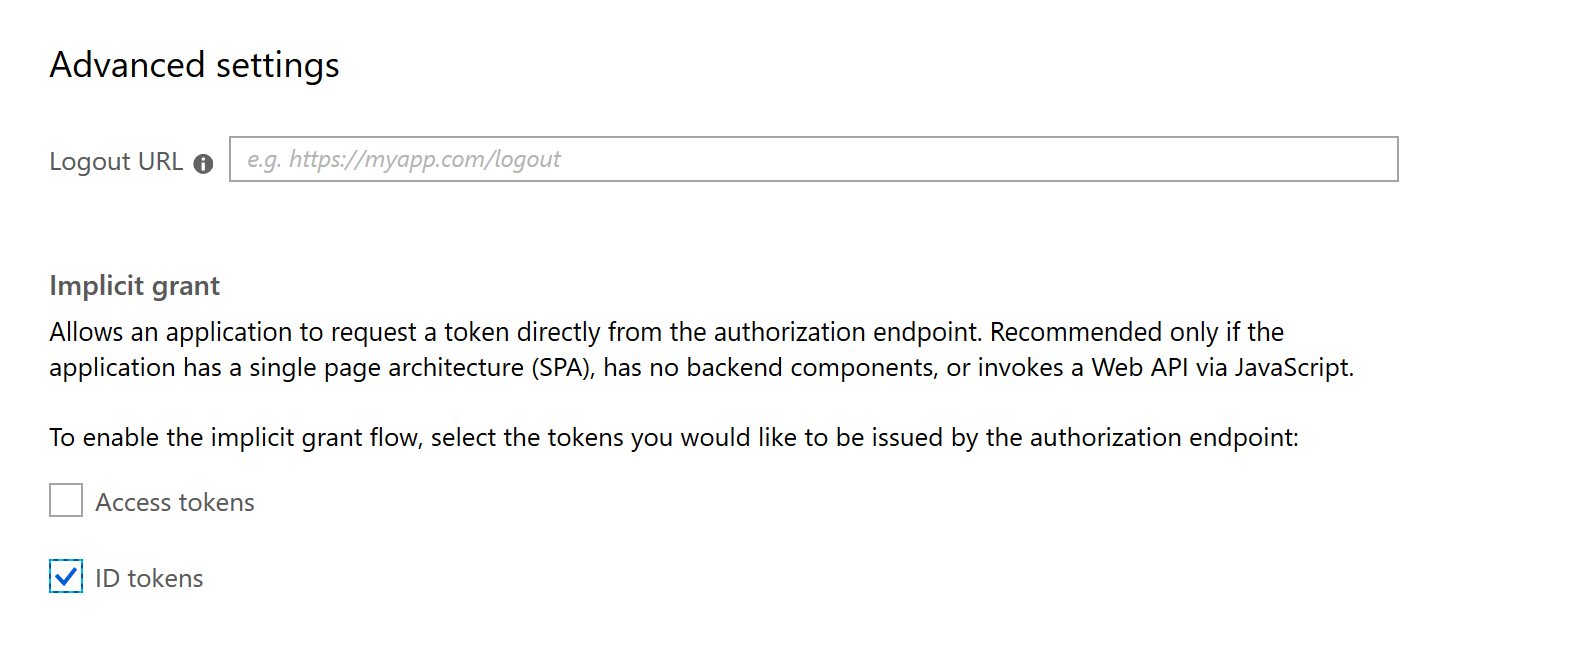 Advanced settings
Logout URL
e.g. https://myapp.com/logout
Implicit grant
Allows an application to request a token directly from the authorization endpoint. Recommended only if the
application has a single page architecture (SPA), has no backend components, or invokes a Web API via JavaScript.
To enable the implicit grant flow, select the tokens you would like to be issued by the authorization endpoint:
Access tokens
ID tokens